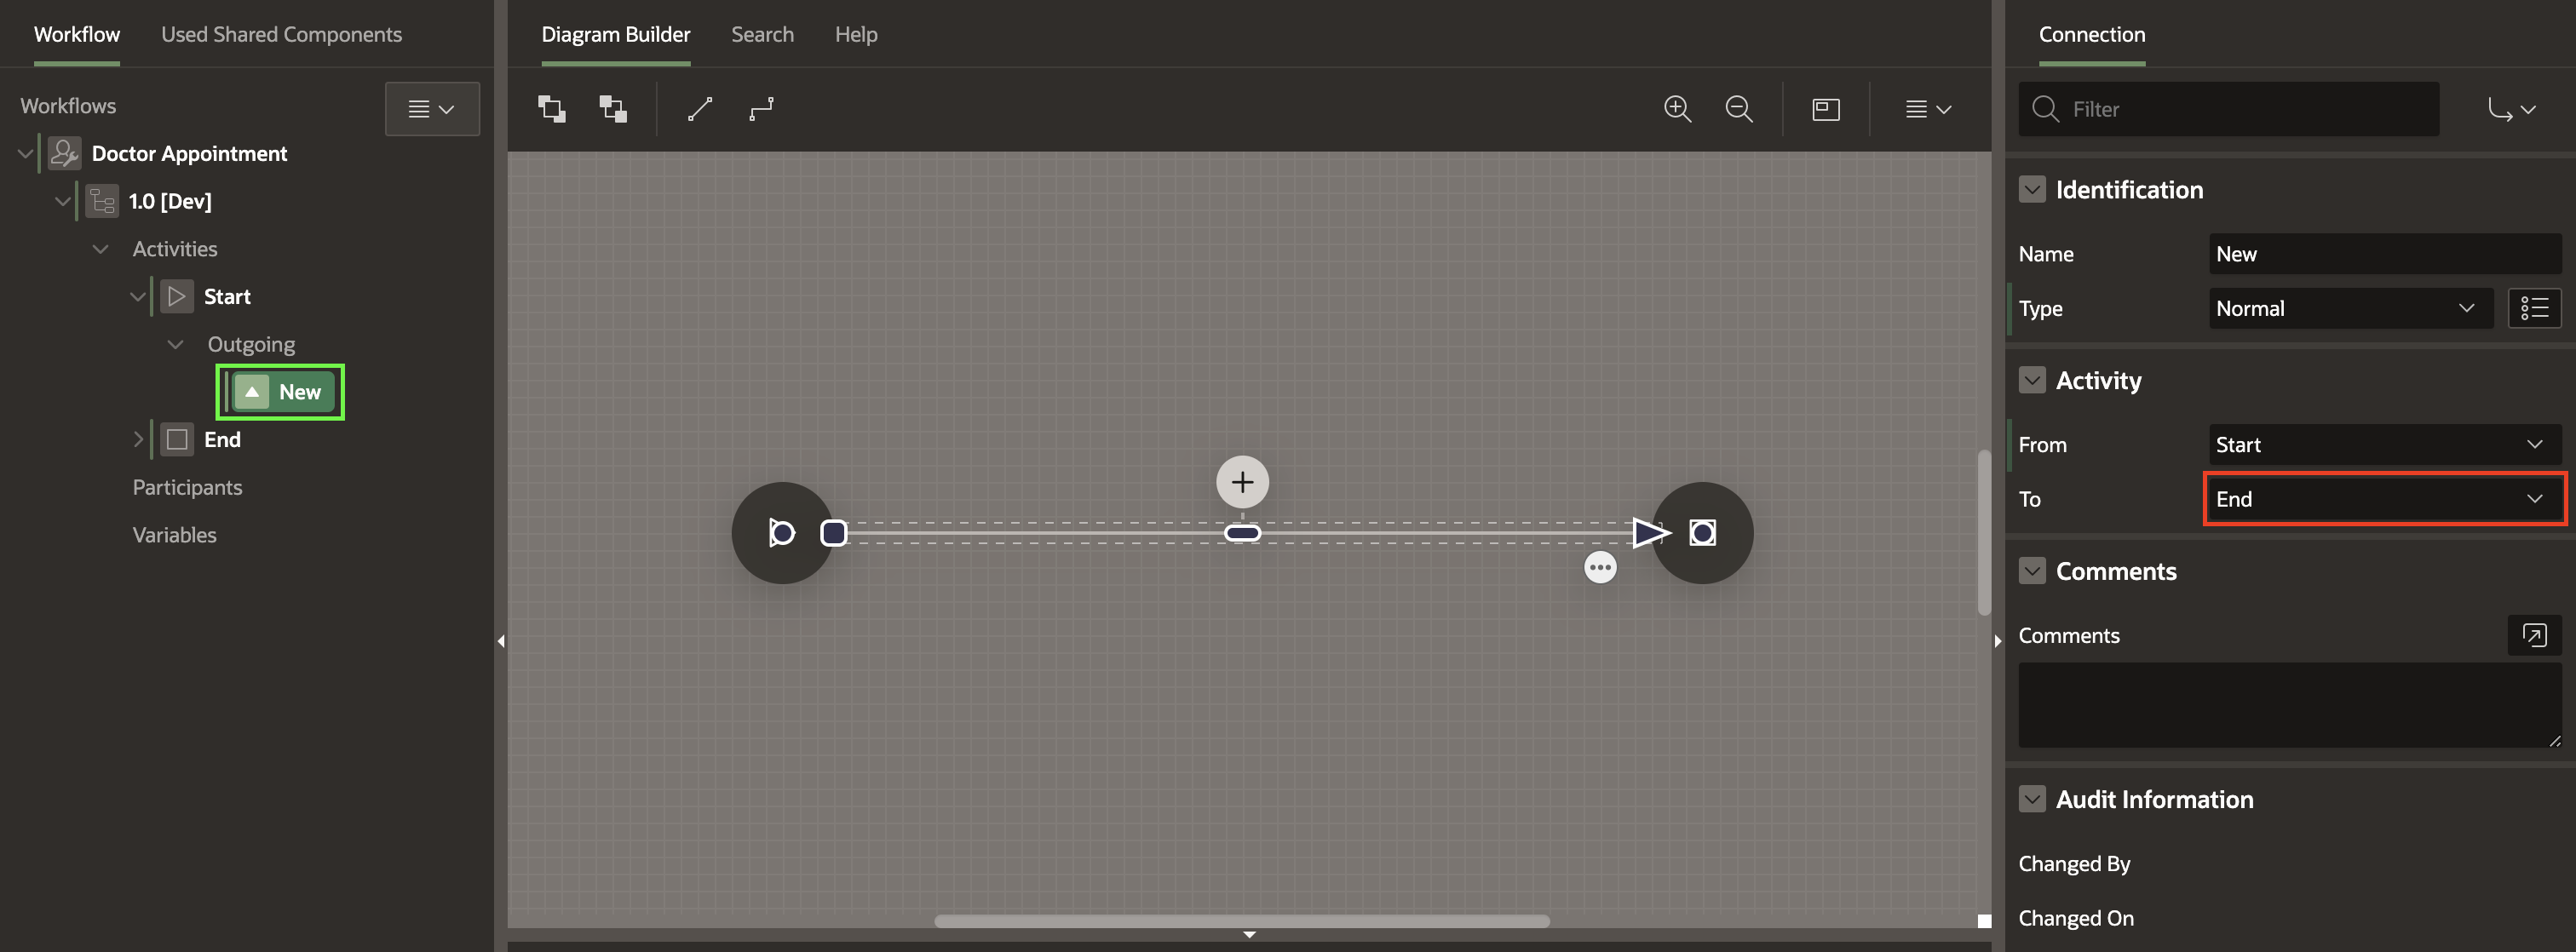 Workflow
Used Shared Components
Workflows
Doctor Appointment
1.0 [Dev]
Activities
Start
Outgoing
New
End
Participants
Variables
Diagram Builder
Search
Help
Connection
Filter
Identification
Name
New
Type
Normal
Activity
From
Start
To
End
Comments
Comments
Audit Information
Changed By
Changed On